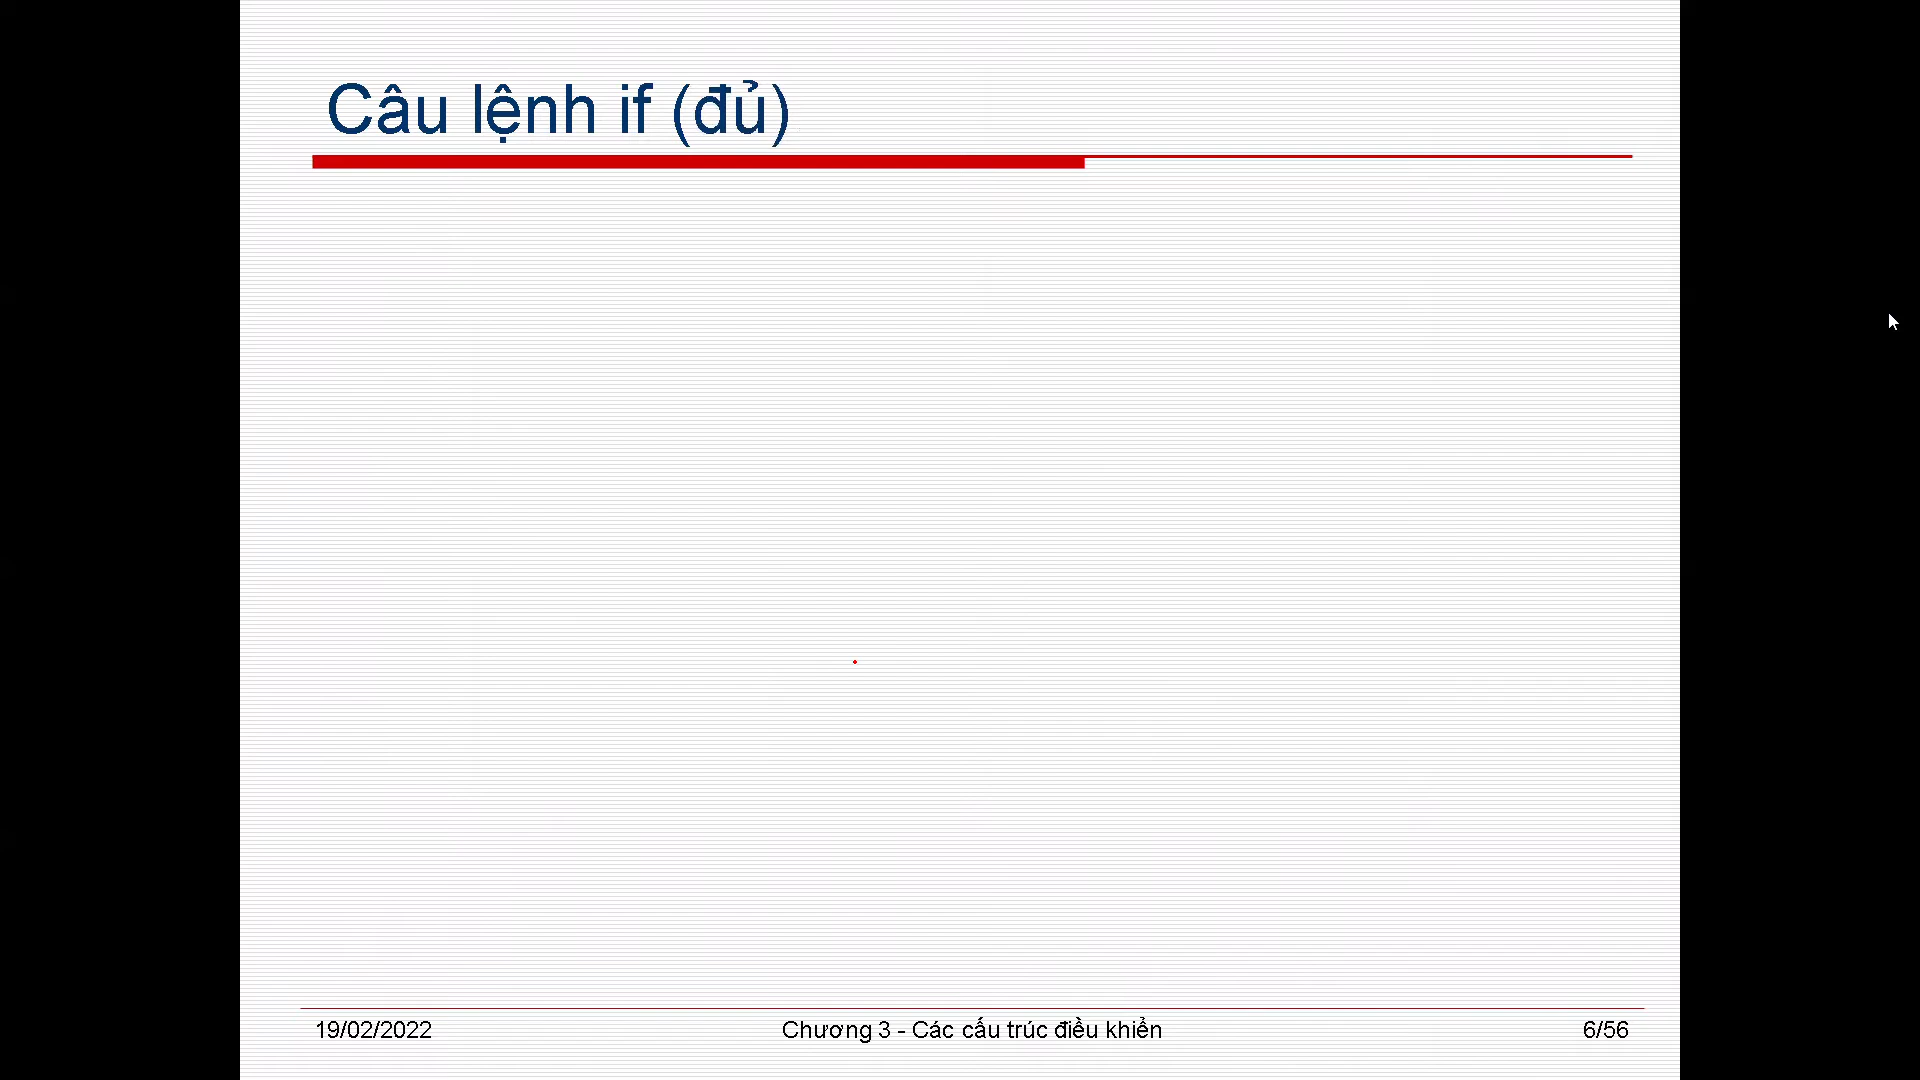 Câu lệnh if (đủ)
19/02/2022
Chương 3 - Các cấu trúc điều khiển
6/56